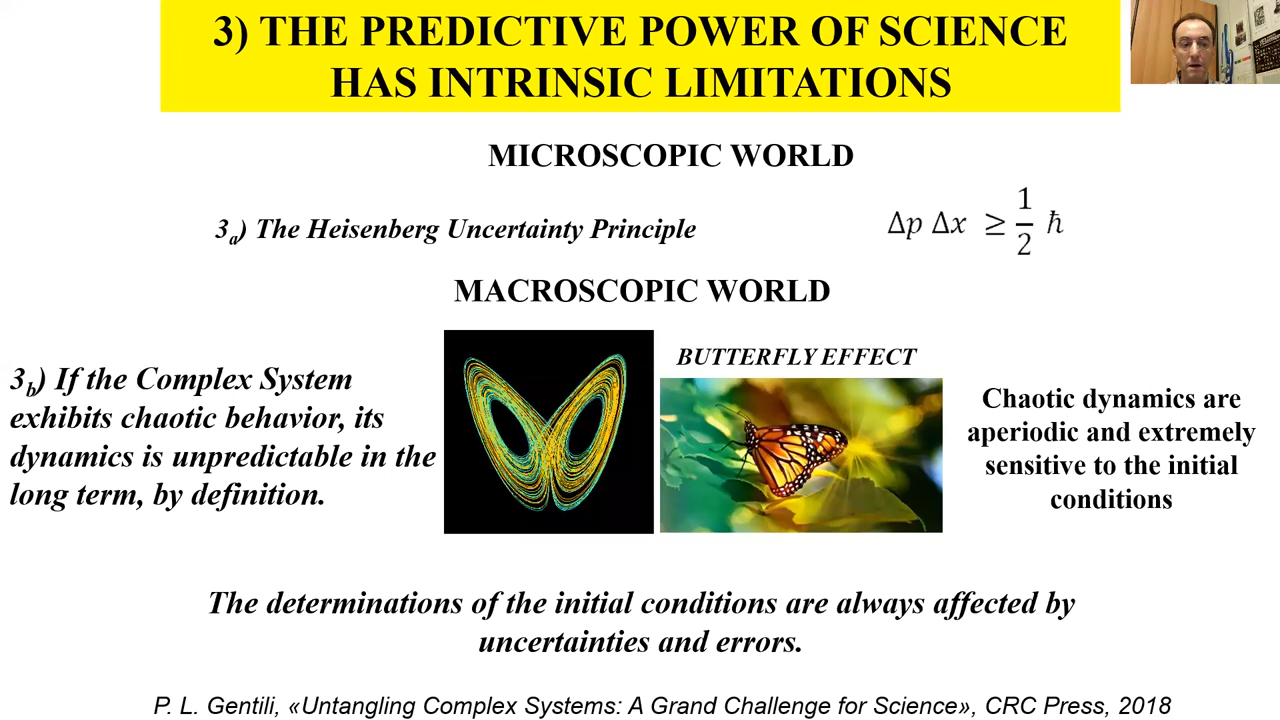 3) THE PREDICTIVE POWER OF SCIENCE
HAS INTRINSIC LIMITATIONS
MICROSCOPIC WORLD
3a) The Heisenberg Uncertainty Principle
Δp Δx ≥ 1/2 ħ
MACROSCOPIC WORLD
3b) If the Complex System
exhibits chaotic behavior, its
dynamics is unpredictable in the
long term, by definition.
BUTTERFLY EFFECT
Chaotic dynamics are
aperiodic and extremely
sensitive to the initial
conditions
The determinations of the initial conditions are always affected by
uncertainties and errors.
P. L. Gentili, «Untangling Complex Systems: A Grand Challenge for Science», CRC Press, 2018